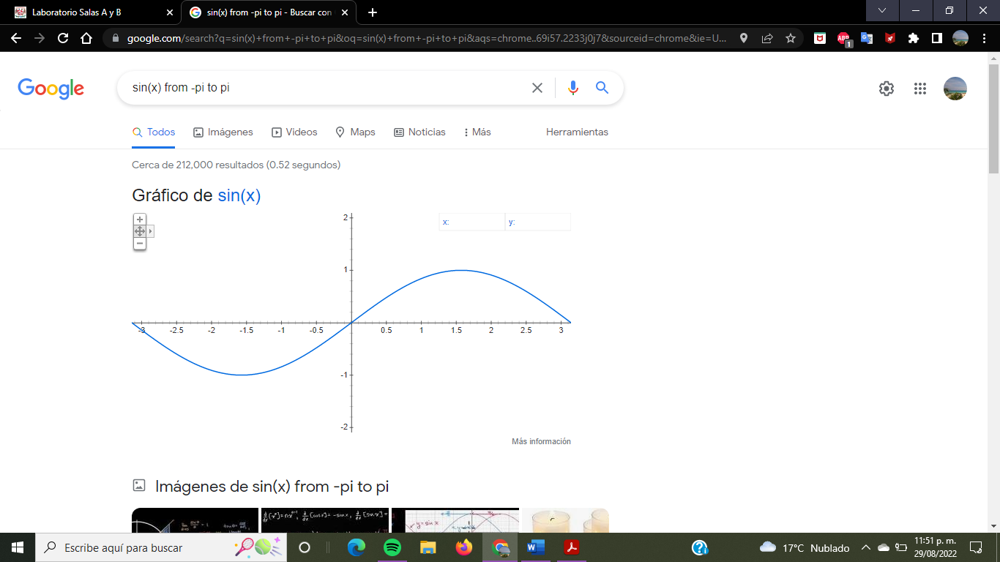 Laboratorio Salas A y B
sin(x) from -pi to pi - Buscar con
google.com/search?q=sin(x)+from+-pi+to+pi&oq=sin(x)+from+-pi+to+pi&aqs=chrome..69i57.2233j0j7&sourceid=chrome&ie=U...
ABP
1
Google
sin(x) from -pi to pi
Todos
Imágenes
Videos
Maps
Noticias
Más
Herramientas
Cerca de 212,000 resultados (0.52 segundos)
Gráfico de sin(x)
x:
y:
2
1
-3 -2.5 -2 -1.5 -1 -0.5 0.5 1 1.5 2 2.5 3
-1
-2
Más información
Imágenes de sin(x) from -pi to pi
y = sin x
Escribe aquí para buscar
17°C Nublado
11:51 p. m.
29/08/2022